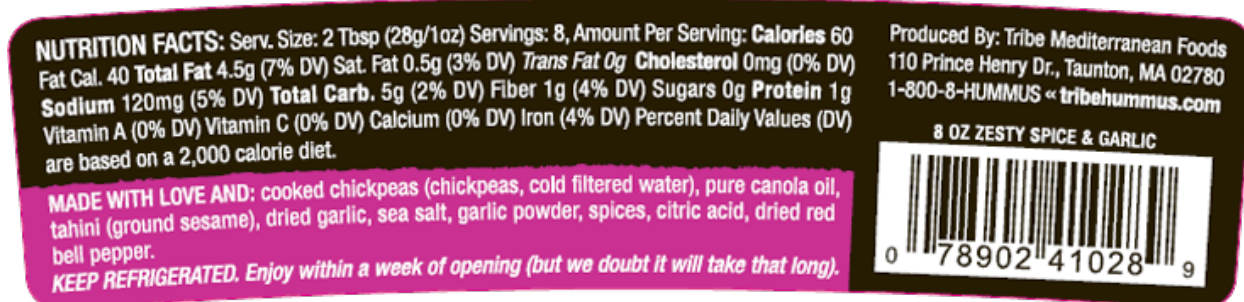 NUTRITION FACTS: Serv. Size: 2 Tbsp (28g/1oz) Servings: 8, Amount Per Serving: Calories 60
Fat Cal. 40 Total Fat 4.5g (7% DV) Sat. Fat 0.5g (3% DV) Trans Fat 0g Cholesterol 0mg (0% DV)
Sodium 120mg (5% DV) Total Carb. 5g (2% DV) Fiber 1g (4% DV) Sugars 0g Protein 1g
Vitamin A (0% DV) Vitamin C (0% DV) Calcium (0% DV) Iron (4% DV) Percent Daily Values (DV)
are based on a 2,000 calorie diet.
MADE WITH LOVE AND: cooked chickpeas (chickpeas, cold filtered water), pure canola oil,
tahini (ground sesame), dried garlic, sea salt, garlic powder, spices, citric acid, dried red
bell pepper.
KEEP REFRIGERATED. Enjoy within a week of opening (but we doubt it will take that long).
Produced By: Tribe Mediterranean Foods
110 Prince Henry Dr., Taunton, MA 02780
1-800-8-HUMMUS « tribehummus.com
8 OZ ZESTY SPICE & GARLIC
0 78902 41028 9